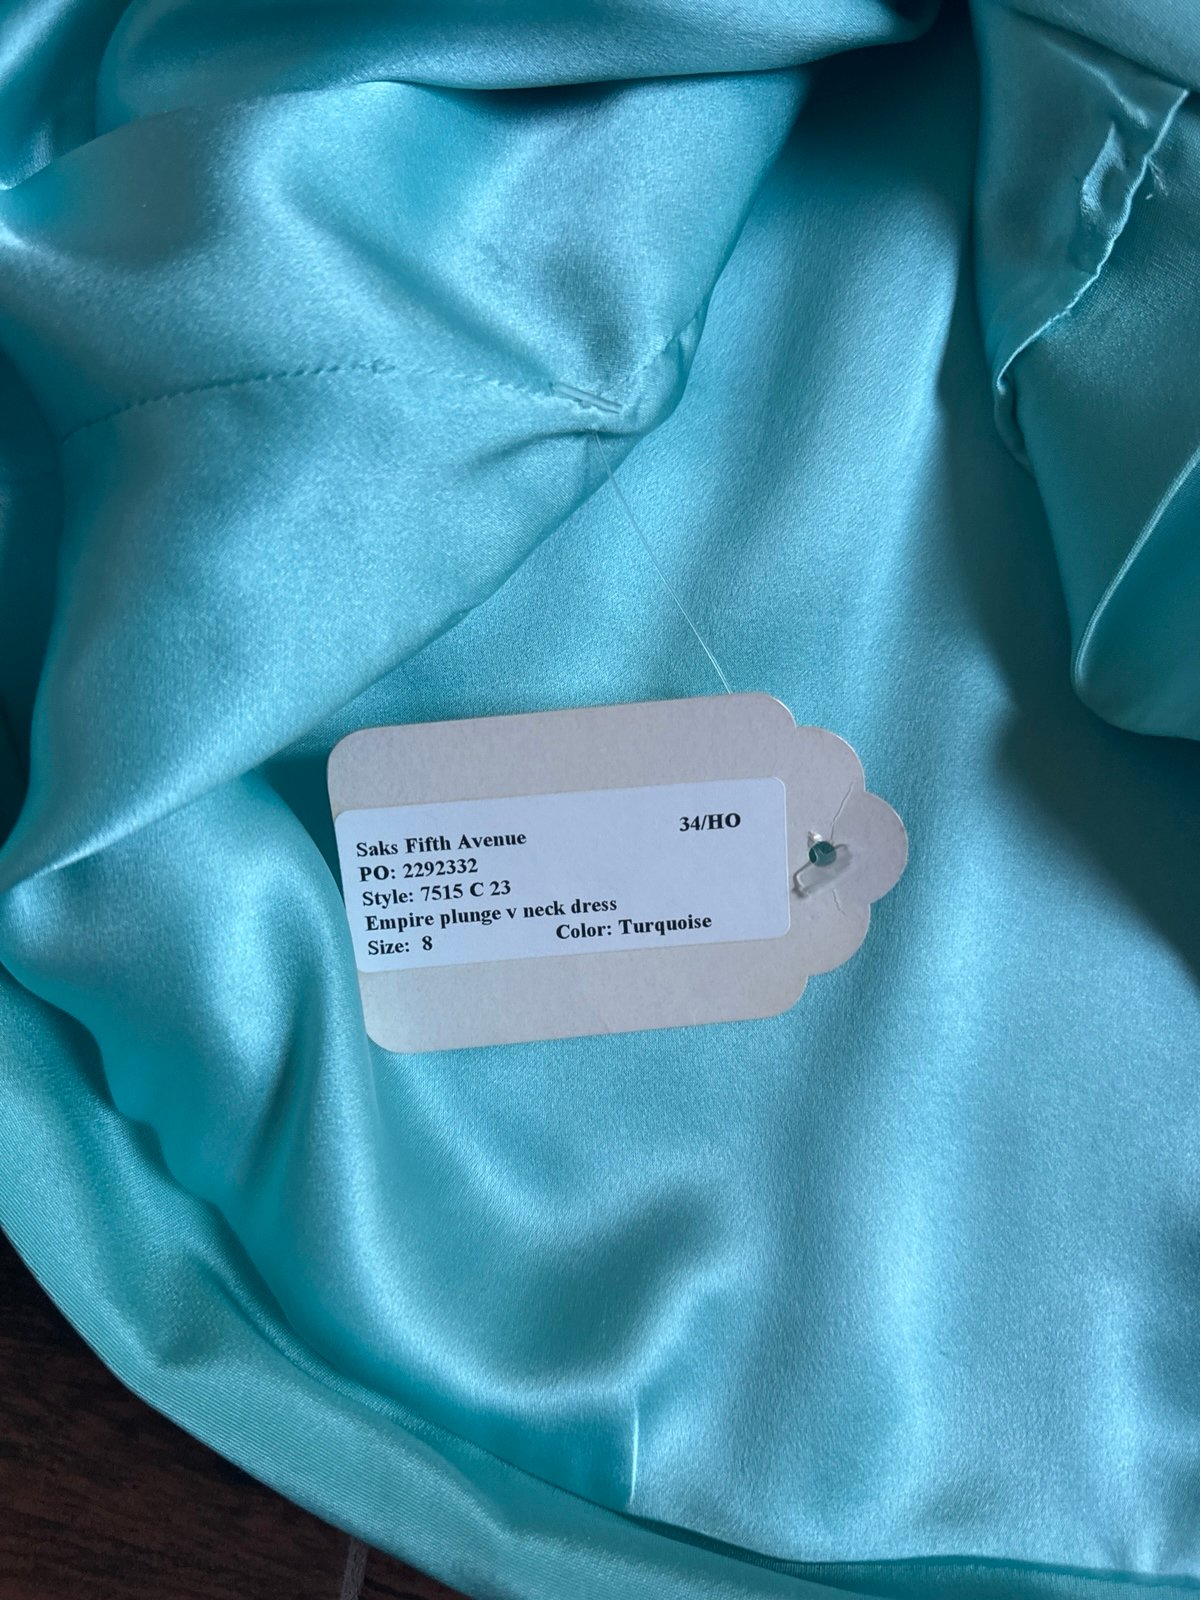 34/HO
Saks Fifth Avenue
PO: 2292332
Style: 7515 C 23
Empire plunge v neck dress
Size: 8 Color: Turquoise